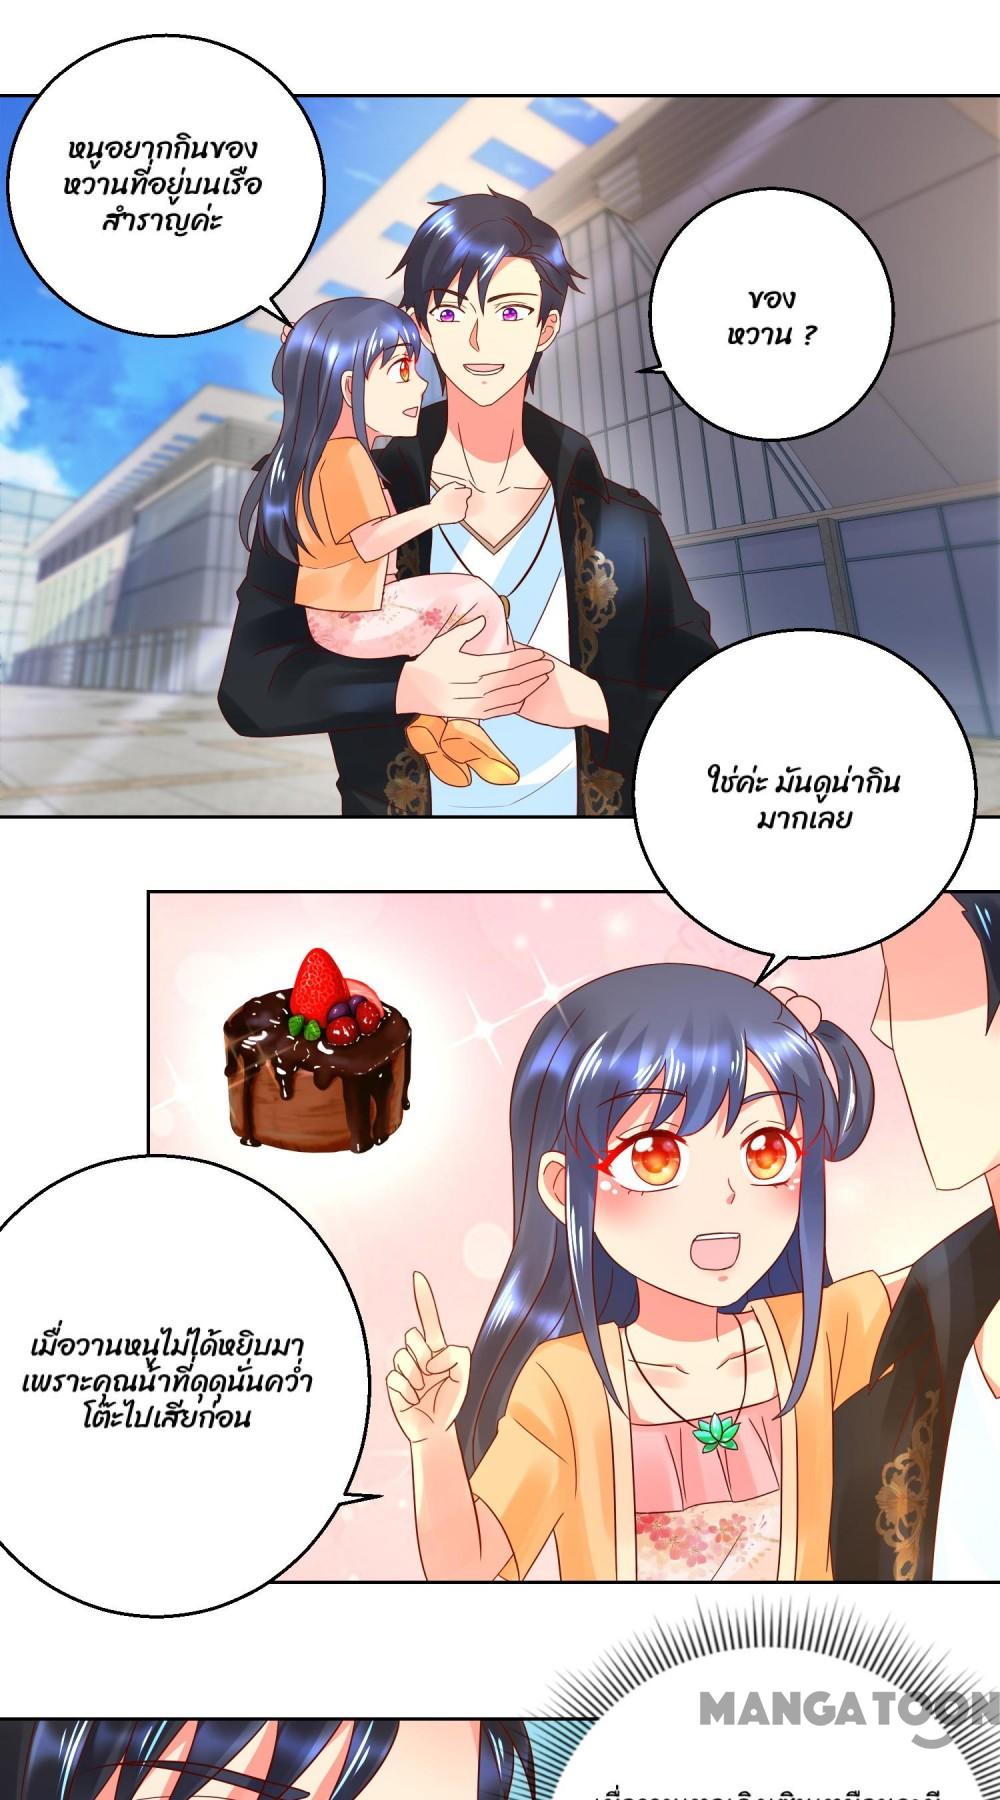 หนูอยากกินของ
หวานที่อยู่บนเรือ
สำราญค่ะ
ของ
หวาน ?
ใช่ค่ะ มันดูน่ากิน
มากเลย
เมื่อวานหนูไม่ได้หยิบมา
เพราะคุณน้าที่ดุดุนั่นคว่ำ
โต๊ะไปเสียก่อน
MANGATOON